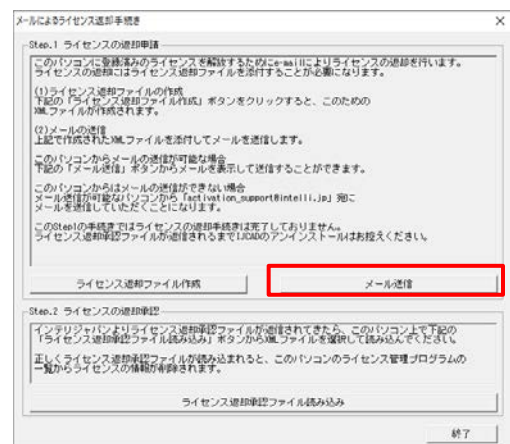 メールによるライセンス返却手続き
Step.1 ライセンスの返却申請
このパソコンに登録済みのライセンスを解放するためにe-mailによりライセンスの返却を行います。
ライセンスの返却にはライセンス返却ファイルを添付することが必要になります。
(1)ライセンス返却ファイルの作成
下記の「ライセンス返却ファイル作成」ボタンをクリックすると、このための
XMLファイルが作成されます。
(2)メールの送信
上記で作成されたXMLファイルを添付してメールを送信します。
このパソコンからメールの送信が可能な場合
下記の「メール送信」ボタンからメールを表示して送信することができます。
このパソコンからはメールの送信ができない場合
メール送信が可能なパソコンから「activation_support@intelli.jp」宛に
メールを送信していただくことになります。
このStep1の手続きではライセンスの返却手続きは完了しておりません。
ライセンス返却承認ファイルが返信されるまでIJCADのアンインストールはお控えください。
ライセンス返却ファイル作成
メール送信
Step.2 ライセンスの返却承認
インテリジャパンよりライセンス返却承認ファイルが返信されてきたら、このパソコン上で下記の
「ライセンス返却承認ファイル読み込み」ボタンからXMLファイルを選択して読み込んでください。
正しくライセンス返却承認ファイルが読み込まれると、このパソコンのライセンス管理プログラムの
一覧からライセンスの情報が削除されます。
ライセンス返却承認ファイル読み込み
終了